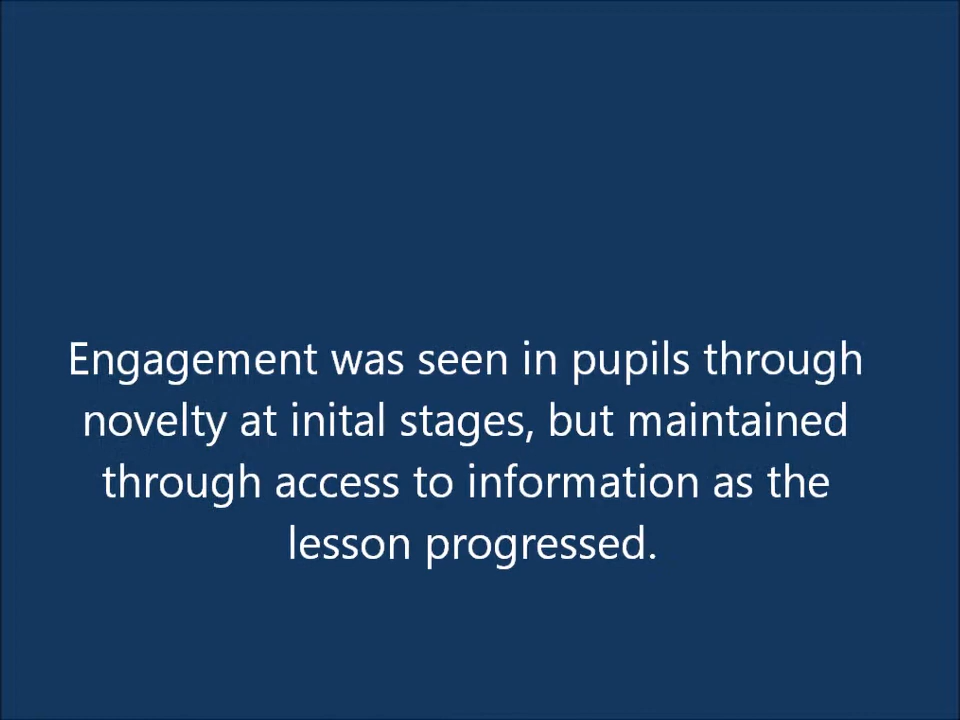 Engagement was seen in pupils through
novelty at inital stages, but maintained
through access to information as the
lesson progressed.